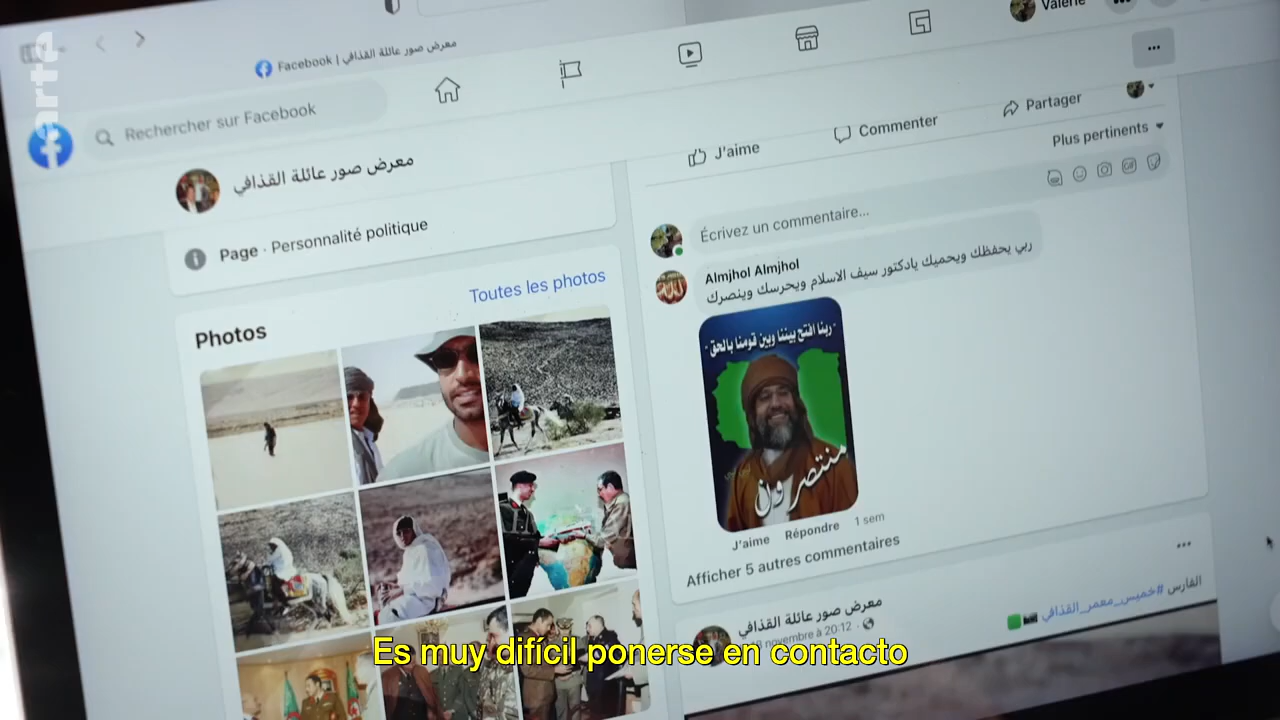 arte
معرض صور عائلة القذافي | Facebook
Valérie
Rechercher sur Facebook
معرض صور عائلة القذافي
Page · Personnalité politique
Toutes les photos
Photos
J'aime
Commenter
Partager
Plus pertinents
Écrivez un commentaire...
GIF
Almjhol Almjhol
ربي يحفظك ويحميك يادكتور سيف الاسلام ويحرسك وينصرك
- ربنا افتح بيننا وبين قومنا بالحق -
منتصرون
J'aime Répondre 1 sem
Afficher 5 autres commentaires
معرض صور عائلة القذافي
novembre à 20:12 ·
الفارس #خميس_معمر_القذافي
Es muy difícil ponerse en contacto